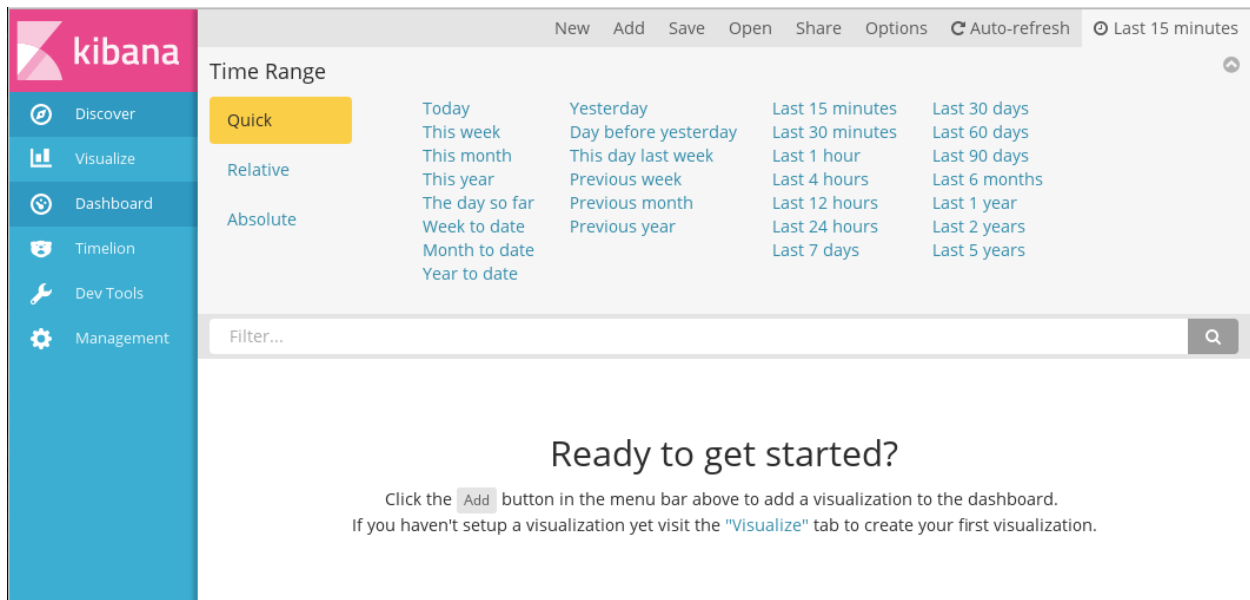 kibana
New Add Save Open Share Options Auto-refresh Last 15 minutes
Discover
Visualize
Dashboard
Timelion
Dev Tools
Management
Time Range
Quick
Relative
Absolute
Today
This week
This month
This year
The day so far
Week to date
Month to date
Year to date
Yesterday
Day before yesterday
This day last week
Previous week
Previous month
Previous year
Last 15 minutes
Last 30 minutes
Last 1 hour
Last 4 hours
Last 12 hours
Last 24 hours
Last 7 days
Last 30 days
Last 60 days
Last 90 days
Last 6 months
Last 1 year
Last 2 years
Last 5 years
Filter...
Ready to get started?
Click the Add button in the menu bar above to add a visualization to the dashboard.
If you haven't setup a visualization yet visit the "Visualize" tab to create your first visualization.